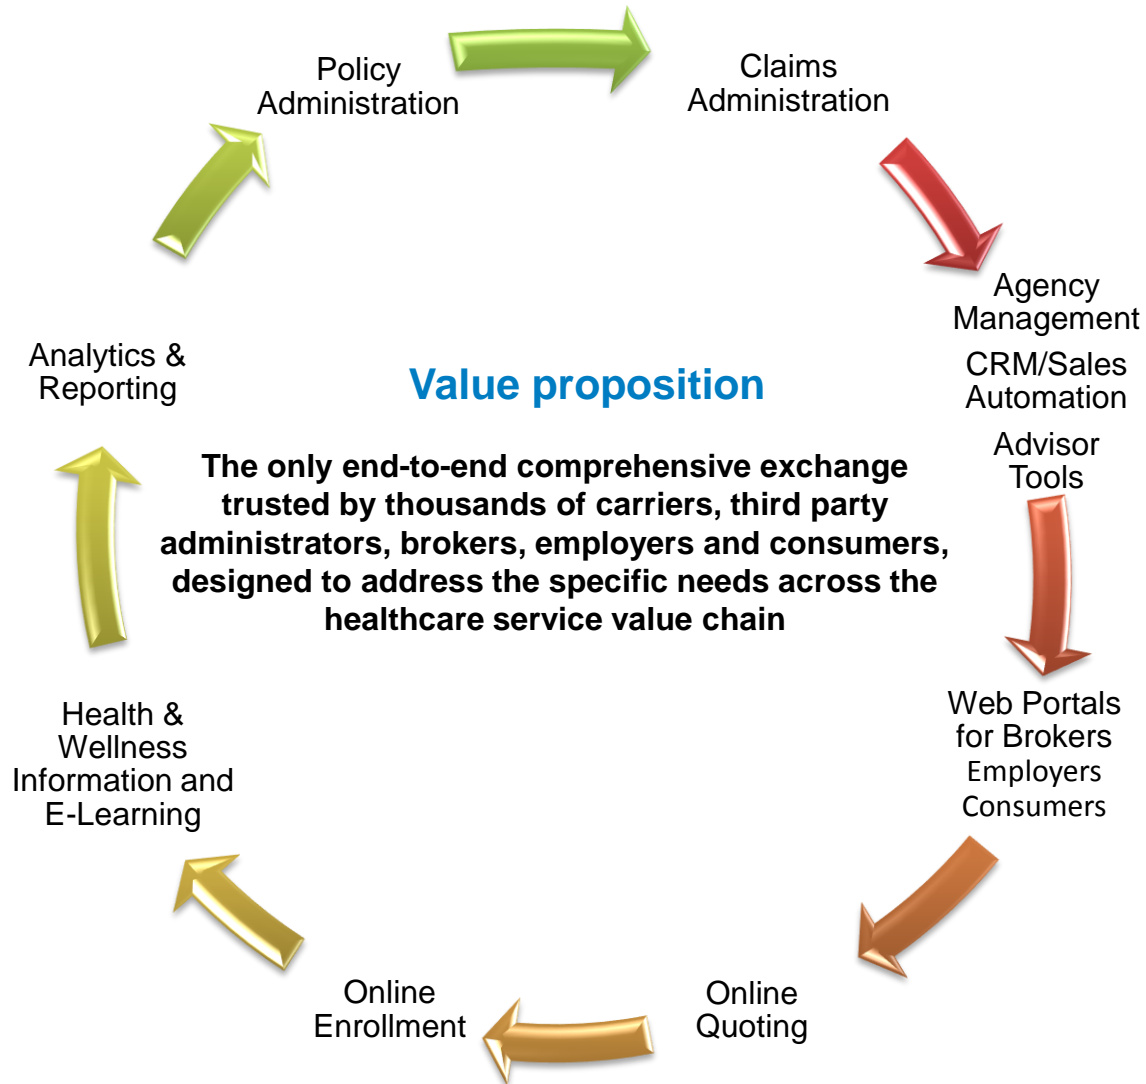 Policy
Administration
Claims
Administration
Agency
Management
CRM/Sales
Automation
Advisor
Tools
Analytics &
Reporting
Value proposition
The only end-to-end comprehensive exchange
trusted by thousands of carriers, third party
administrators, brokers, employers and consumers,
designed to address the specific needs across the
healthcare service value chain
Web Portals
for Brokers
Employers
Consumers
Health &
Wellness
Information and
E-Learning
Online
Enrollment
Online
Quoting